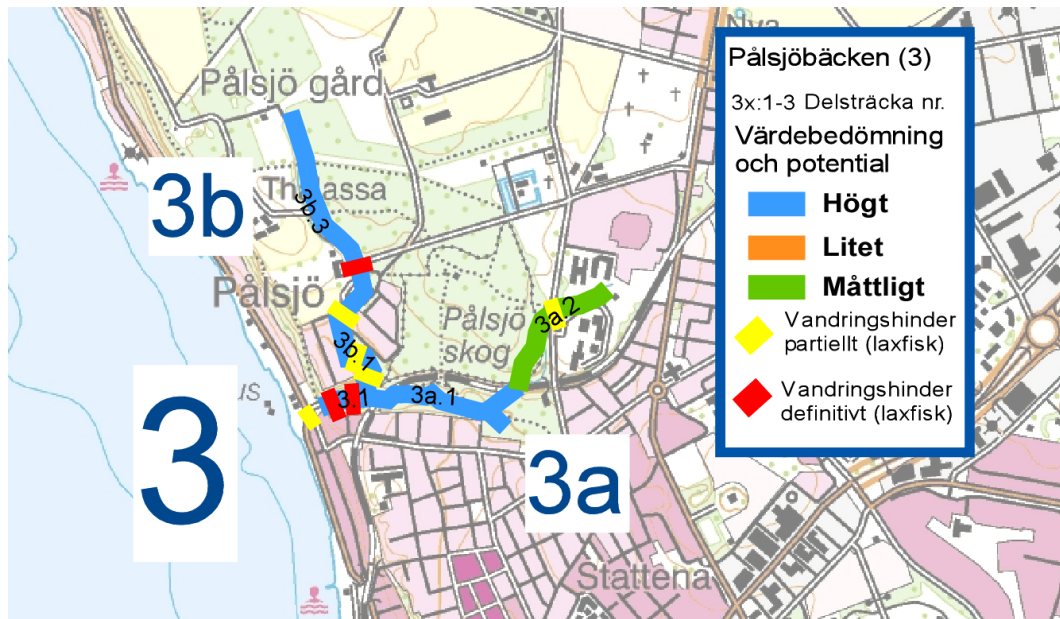 Nya
Pålsjö gård
3b
3b.3
Pålsjö
Pålsjö
skog
3a.2
3b.1
3.1
3a.1
3
3a
Stattena
Pålsjöbäcken (3)
3x:1-3 Delsträcka nr.
Värdebedömning
och potential
Högt
Litet
Måttligt
Vandringshinder
partiellt (laxfisk)
Vandringshinder
definitivt (laxfisk)